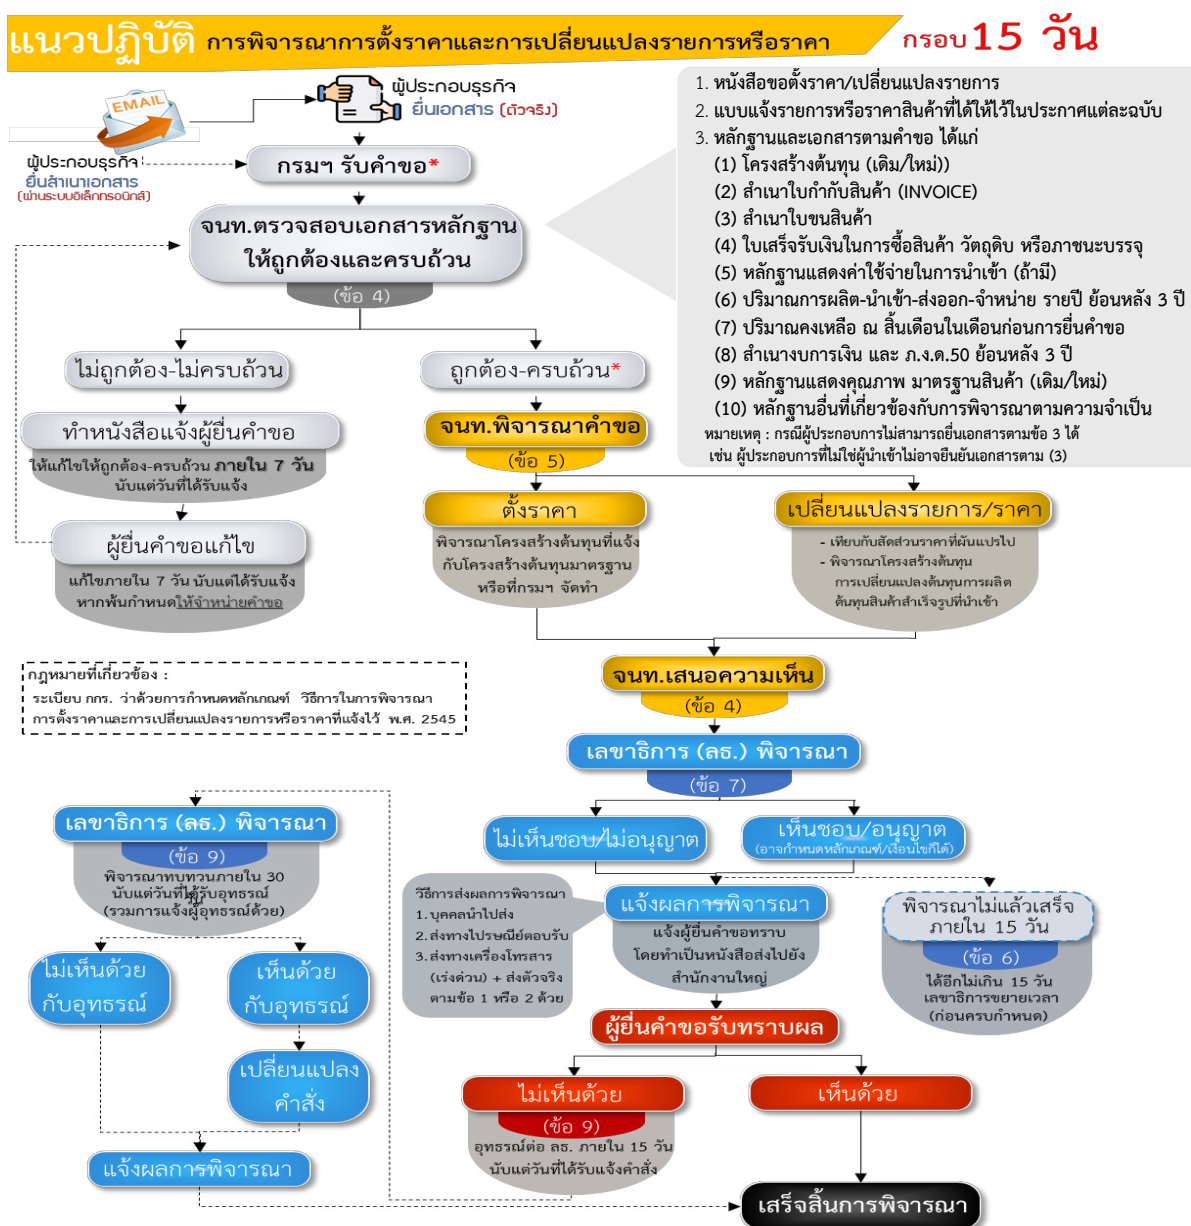 แนวปฏิบัติ การพิจารณาการตั้งราคาและการเปลี่ยนแปลงรายการหรือราคา
กรอบ 15 วัน
EMAIL
ผู้ประกอบธุรกิจ
ยื่นเอกสาร (ตัวจริง)
ผู้ประกอบธุรกิจ
ยื่นสำเนาเอกสาร
(ผ่านระบบอิเล็กทรอนิกส์)
กรมฯ รับคำขอ*
จนท.ตรวจสอบเอกสารหลักฐาน
ให้ถูกต้องและครบถ้วน
(ข้อ 4)
1. หนังสือขอตั้งราคา/เปลี่ยนแปลงรายการ
2. แบบแจ้งรายการหรือราคาสินค้าที่ได้ให้ไว้ในประกาศแต่ละฉบับ
3. หลักฐานและเอกสารตามคำขอ ได้แก่
(1) โครงสร้างต้นทุน (เดิม/ใหม่))
(2) สำเนาใบกำกับสินค้า (INVOICE)
(3) สำเนาใบขนสินค้า
(4) ใบเสร็จรับเงินในการซื้อสินค้า วัตถุดิบ หรือภาชนะบรรจุ
(5) หลักฐานแสดงค่าใช้จ่ายในการนำเข้า (ถ้ามี)
(6) ปริมาณการผลิต-นำเข้า-ส่งออก-จำหน่าย รายปี ย้อนหลัง 3 ปี
(7) ปริมาณคงเหลือ ณ สิ้นเดือนในเดือนก่อนการยื่นคำขอ
(8) สำเนางบการเงิน และ ภ.ง.ด.50 ย้อนหลัง 3 ปี
(9) หลักฐานแสดงคุณภาพ มาตรฐานสินค้า (เดิม/ใหม่)
(10) หลักฐานอื่นที่เกี่ยวข้องกับการพิจารณาตามความจำเป็น
หมายเหตุ : กรณีผู้ประกอบการไม่สามารถยื่นเอกสารตามข้อ 3 ได้
เช่น ผู้ประกอบการที่ไม่ใช่ผู้นำเข้าไม่อาจยืนยันเอกสารตาม (3)
ไม่ถูกต้อง-ไม่ครบถ้วน
ถูกต้อง-ครบถ้วน*
ทำหนังสือแจ้งผู้ยื่นคำขอ
ให้แก้ไขให้ถูกต้อง-ครบถ้วน ภายใน 7 วัน
นับแต่วันที่ได้รับแจ้ง
ผู้ยื่นคำขอแก้ไข
แก้ไขภายใน 7 วัน นับแต่ได้รับแจ้ง
หากพ้นกำหนดให้จำหน่ายคำขอ
จนท.พิจารณาคำขอ
(ข้อ 5)
ตั้งราคา
พิจารณาโครงสร้างต้นทุนที่แจ้ง
กับโครงสร้างต้นทุนมาตรฐาน
หรือที่กรมฯ จัดทำ
เปลี่ยนแปลงรายการ/ราคา
- เทียบกับสัดส่วนราคาที่ผันแปรไป
- พิจารณาโครงสร้างต้นทุน
การเปลี่ยนแปลงต้นทุนการผลิต
ต้นทุนสินค้าสำเร็จรูปที่นำเข้า
กฎหมายที่เกี่ยวข้อง :
ระเบียบ กกร. ว่าด้วยการกำหนดหลักเกณฑ์ วิธีการในการพิจารณา
การตั้งราคาและการเปลี่ยนแปลงรายการหรือราคาที่แจ้งไว้ พ.ศ. 2545
จนท.เสนอความเห็น
(ข้อ 4)
เลขาธิการ (ลธ.) พิจารณา
(ข้อ 7)
ไม่เห็นชอบ/ไม่อนุญาต
เห็นชอบ/อนุญาต
(อาจกำหนดหลักเกณฑ์/เงื่อนไขก็ได้)
วิธีการส่งผลการพิจารณา
1.บุคคลนำไปส่ง
2.ส่งทางไปรษณีย์ตอบรับ
3.ส่งทางเครื่องโทรสาร
(เร่งด่วน) + ส่งตัวจริง
ตามข้อ 1 หรือ 2 ด้วย
แจ้งผลการพิจารณา
แจ้งผู้ยื่นคำขอทราบ
โดยทำเป็นหนังสือส่งไปยัง
สำนักงานใหญ่
พิจารณาไม่แล้วเสร็จ
ภายใน 15 วัน
(ข้อ 6)
ได้อีกไม่เกิน 15 วัน
เลขาธิการขยายเวลา
(ก่อนครบกำหนด)
ผู้ยื่นคำขอรับทราบผล
ไม่เห็นด้วย
(ข้อ 9)
อุทธรณ์ต่อ ลธ. ภายใน 15 วัน
นับแต่วันที่ได้รับแจ้งคำสั่ง
เห็นด้วย
เลขาธิการ (ลธ.) พิจารณา
(ข้อ 9)
พิจารณาทบทวนภายใน 30
วัน
นับแต่วันที่ได้รับอุทธรณ์
(รวมการแจ้งผู้อุทธรณ์ด้วย)
ไม่เห็นด้วย
กับอุทธรณ์
เห็นด้วย
กับอุทธรณ์
เปลี่ยนแปลง
คำสั่ง
แจ้งผลการพิจารณา
เสร็จสิ้นการพิจารณา